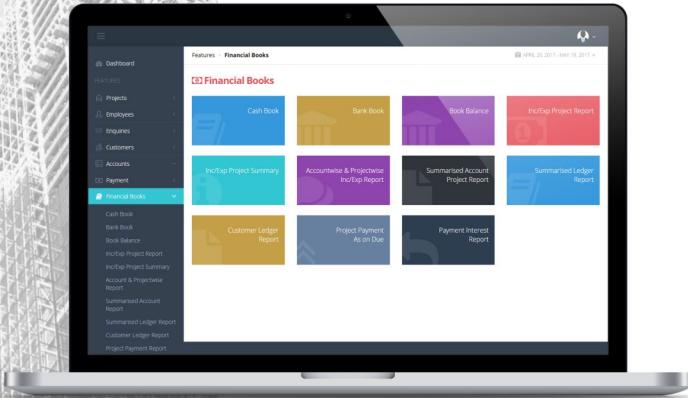 Features - Financial Books
APRIL 20, 2017 - MAY 19, 2017
Dashboard
FEATURES
Projects
Employees
Enquiries
Customers
Accounts
Payment
Financial Books
Cash Book
Bank Book
Book Balance
Inc/Exp Project Report
Inc/Exp Project Summary
Account & Projectwise
Report
Summarised Account
Report
Summarised Ledger Report
Customer Ledger Report
Project Payment Report
Financial Books
Cash Book
Bank Book
Book Balance
Inc/Exp Project Report
Inc/Exp Project Summary
Accountwise & Projectwise
Inc/Exp Report
Summarised Account
Project Report
Summarised Ledger
Report
Customer Ledger
Report
Project Payment
As on Due
Payment Interest
Report